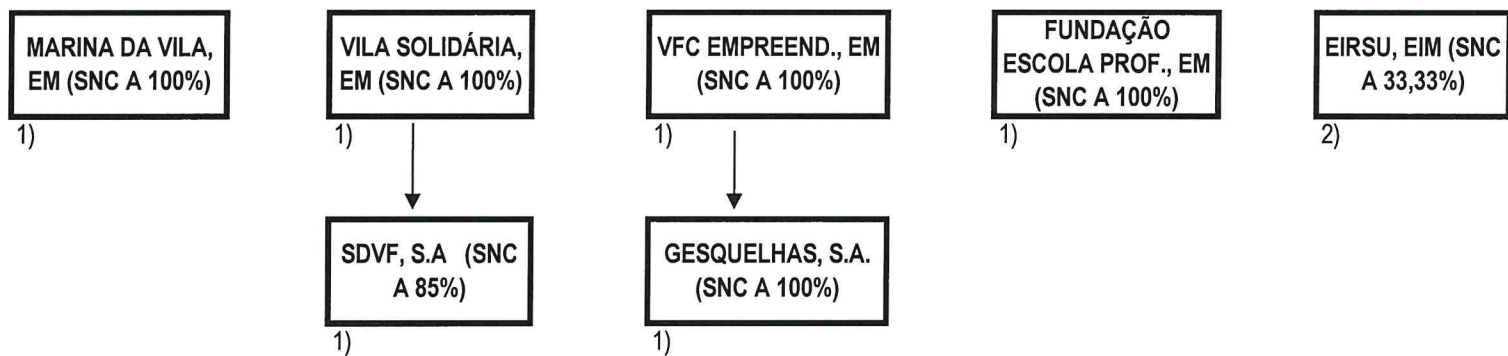 MARINA DA VILA,
EM (SNC A 100%)
1)
VILA SOLIDÁRIA,
EM (SNC A 100%)
1)
VFC EMPREEND., EM
(SNC A 100%)
1)
FUNDAÇÃO
ESCOLA PROF., EM
(SNC A 100%)
1)
EIRSU, EIM (SNC
A 33,33%)
2)
SDVF, S.A (SNC
A 85%)
1)
GESQUELHAS, S.A.
(SNC A 100%)
1)